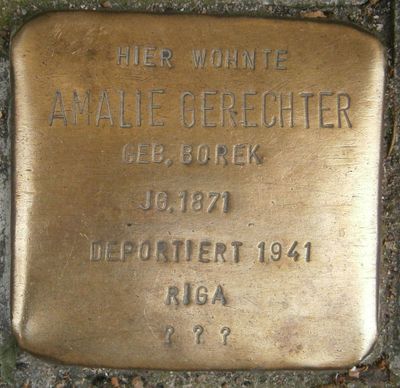 HIER WOHNTE
AMALIE GERECHTER
GEB. BOREK
JG. 1871
DEPORTIERT 1941
RIGA
? ? ?